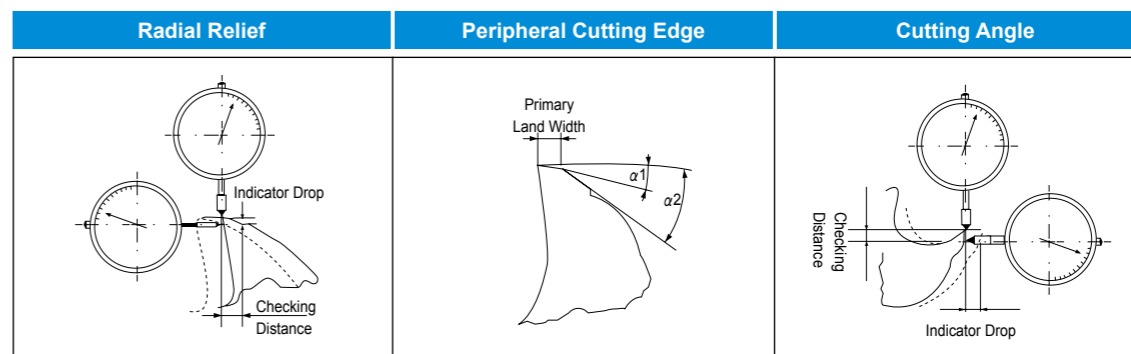 Radial Relief
Peripheral Cutting Edge
Cutting Angle
Indicator Drop
Checking
Distance
Primary
Land Width
α1
α2
Checking
Distance
Indicator Drop